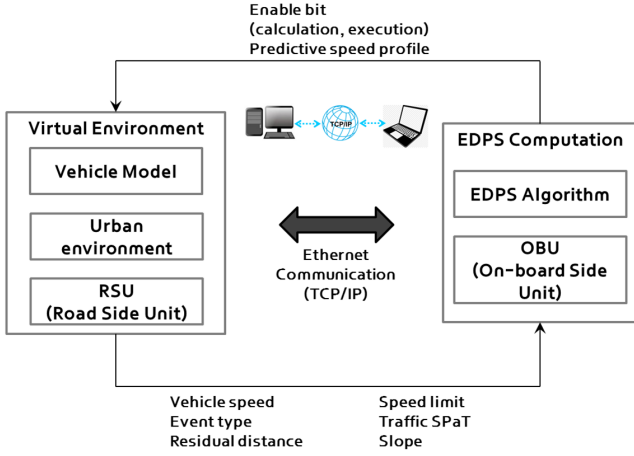 Enable bit
(calculation, execution)
Predictive speed profile
Virtual Environment
Vehicle Model
Urban
environment
RSU
(Road Side Unit)
TCP/IP
Ethernet
Communication
(TCP/IP)
EDPS Computation
EDPS Algorithm
OBU
(On-board Side
Unit)
Vehicle speed
Event type
Residual distance
Speed limit
Traffic SPaT
Slope